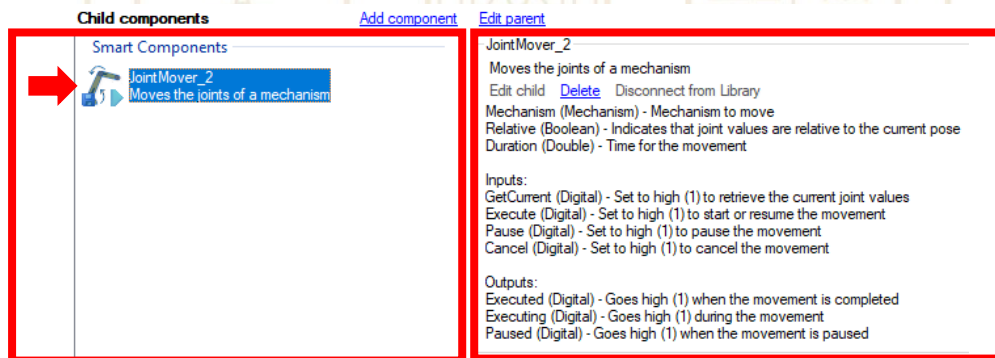 Child components
Add component
Edit parent
Smart Components
JointMover_2
Moves the joints of a mechanism
JointMover_2
Moves the joints of a mechanism
Edit child Delete Disconnect from Library
Mechanism (Mechanism) - Mechanism to move
Relative (Boolean) - Indicates that joint values are relative to the current pose
Duration (Double) - Time for the movement
Inputs:
GetCurrent (Digital) - Set to high (1) to retrieve the current joint values
Execute (Digital) - Set to high (1) to start or resume the movement
Pause (Digital) - Set to high (1) to pause the movement
Cancel (Digital) - Set to high (1) to cancel the movement
Outputs:
Executed (Digital) - Goes high (1) when the movement is completed
Executing (Digital) - Goes high (1) during the movement
Paused (Digital) - Goes high (1) when the movement is paused